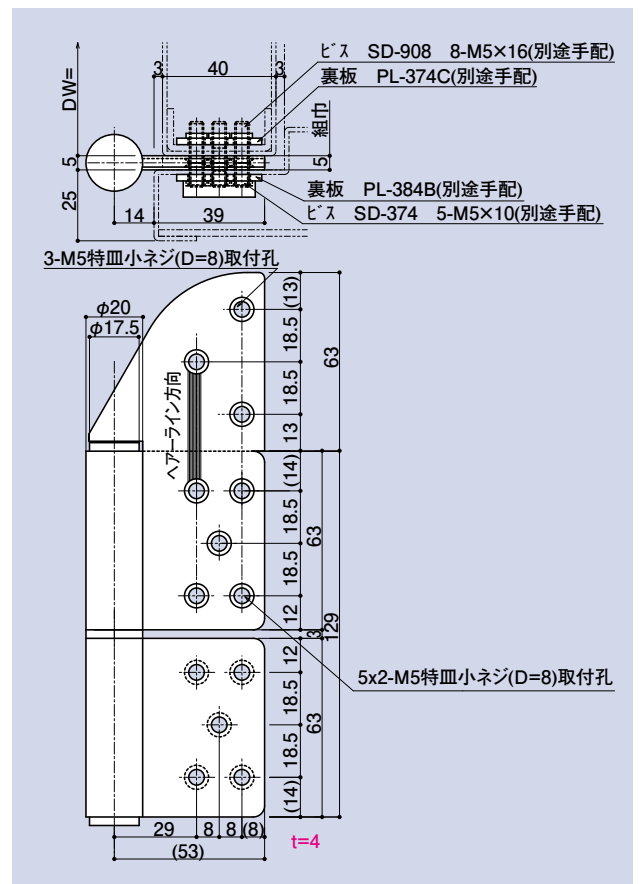 ビス SD-908 8-M5×16(別途手配)
3
40
3
裏板 PL-374C(別途手配)
DW=
組巾
5
5
25
裏板 PL-384B(別途手配)
14
39
ビス SD-374 5-M5×10(別途手配)
3-M5特皿小ネジ(D=8)取付孔
φ20
φ17.5
(13)
18.5
63
18.5
ヘアーライン方向
13
(14)
18.5
63
18.5
12
3
129
12
5x2-M5特皿小ネジ(D=8)取付孔
18.5
63
18.5
(14)
29
8
8
(8)
t=4
(53)